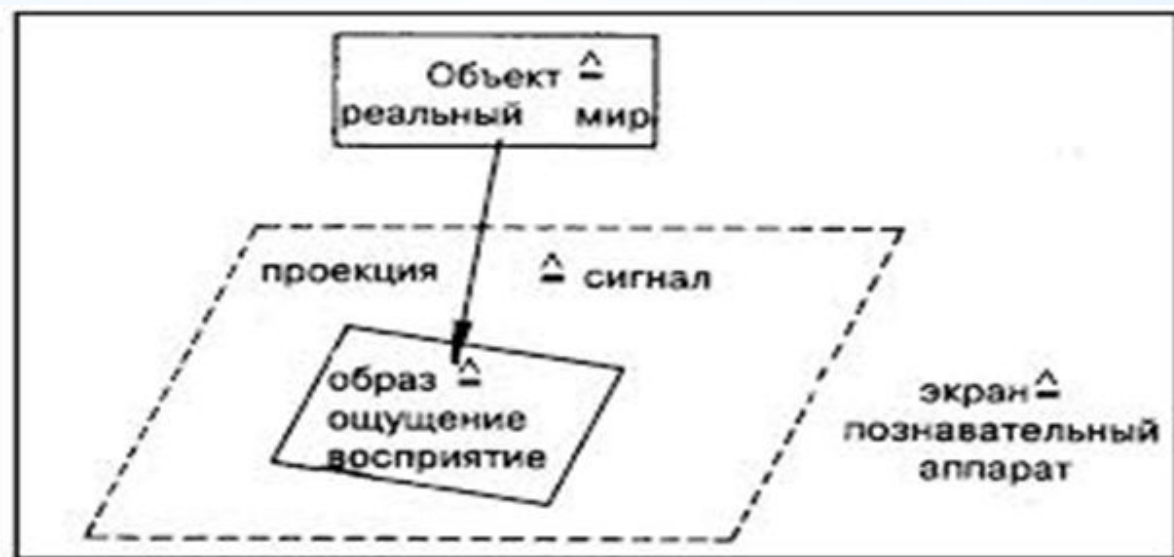 Объект ≙
реальный мир
проекция ≙ сигнал
образ ≙
ощущение
восприятие
экран ≙
познавательный
аппарат